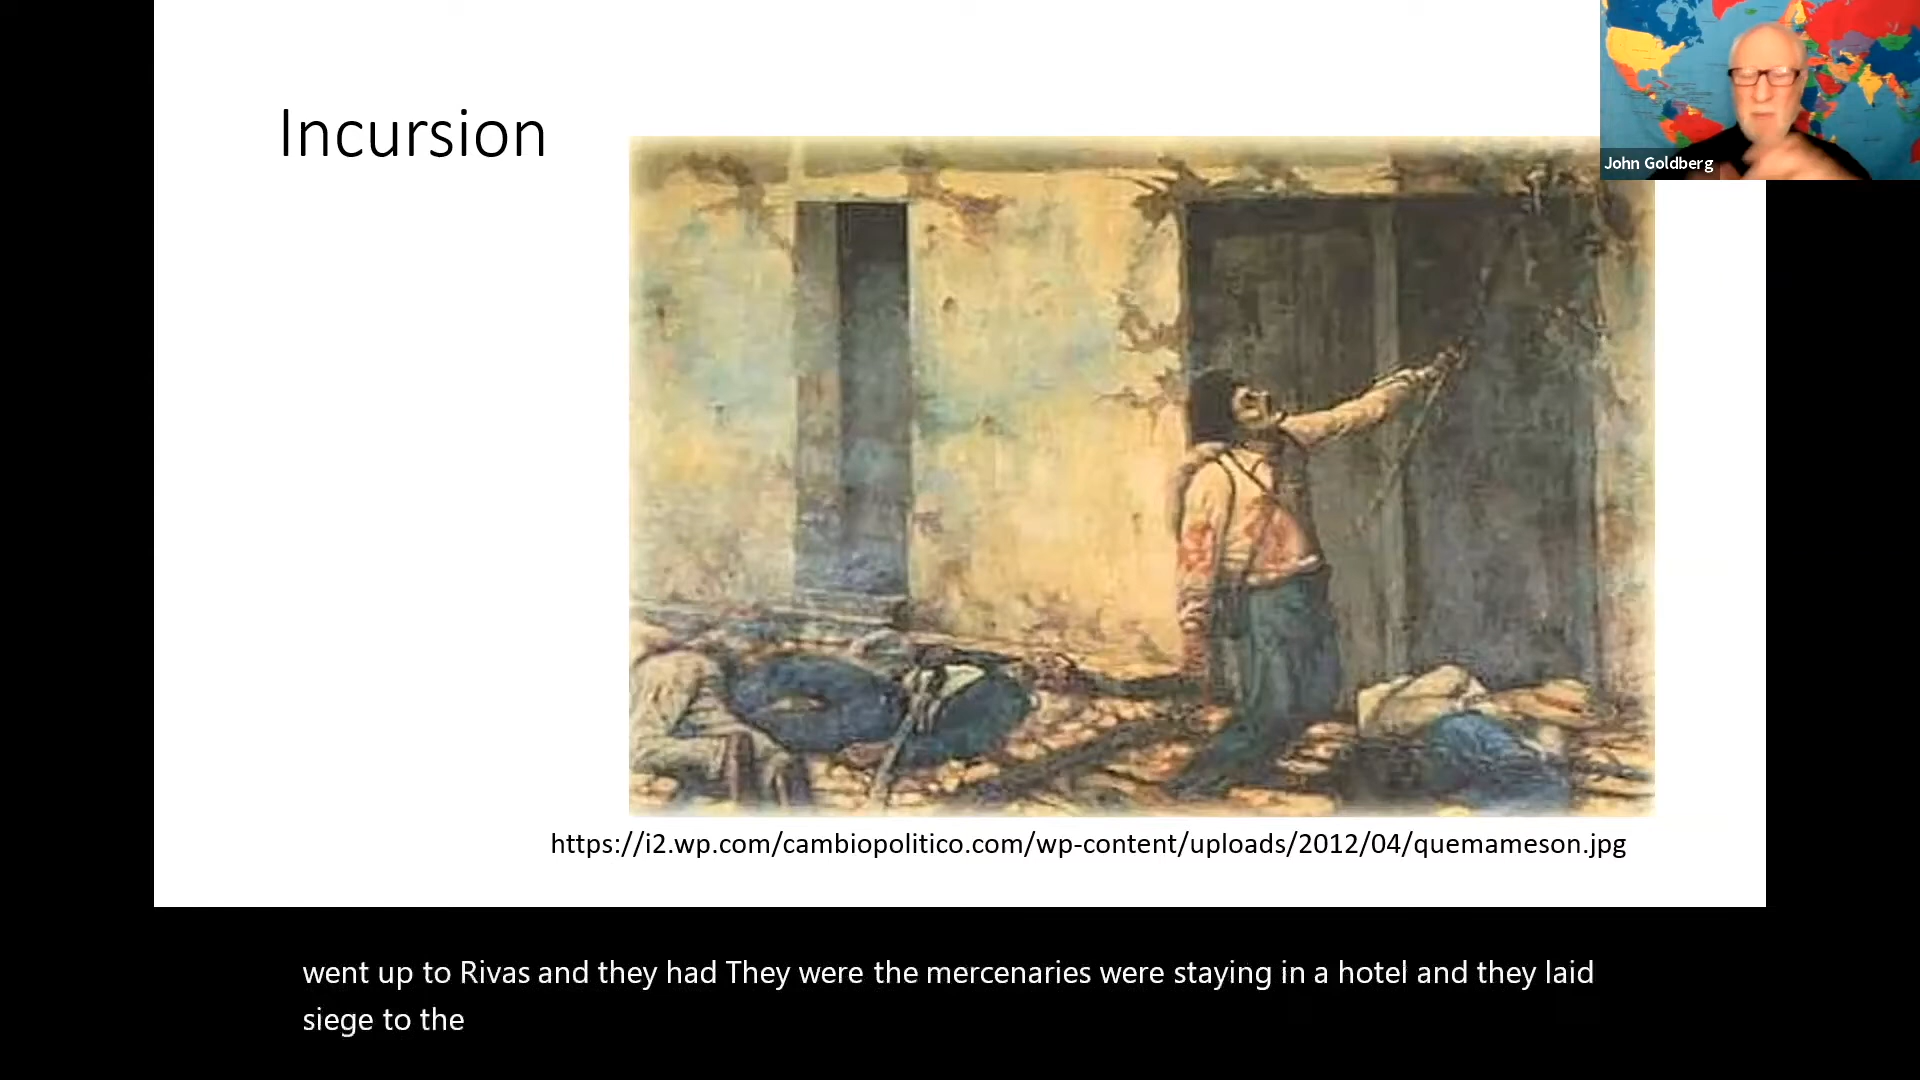 Incursion
John Goldberg
https://i2.wp.com/cambiopolitico.com/wp-content/uploads/2012/04/quemameson.jpg
went up to Rivas and they had They were the mercenaries were staying in a hotel and they laid
siege to the